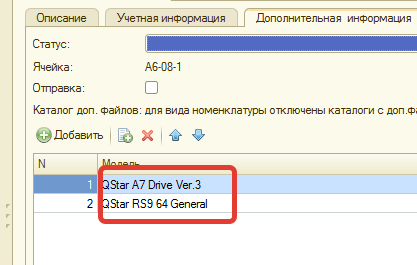 Описание Учетная информация Дополнительная информация
Статус:
Ячейка: A6-08-1
Отправка:
Каталог доп. файлов: для вида номенклатуры отключены каталоги с доп.фа
Добавить
N Модель
1 QStar A7 Drive Ver.3
2 QStar RS9 64 General